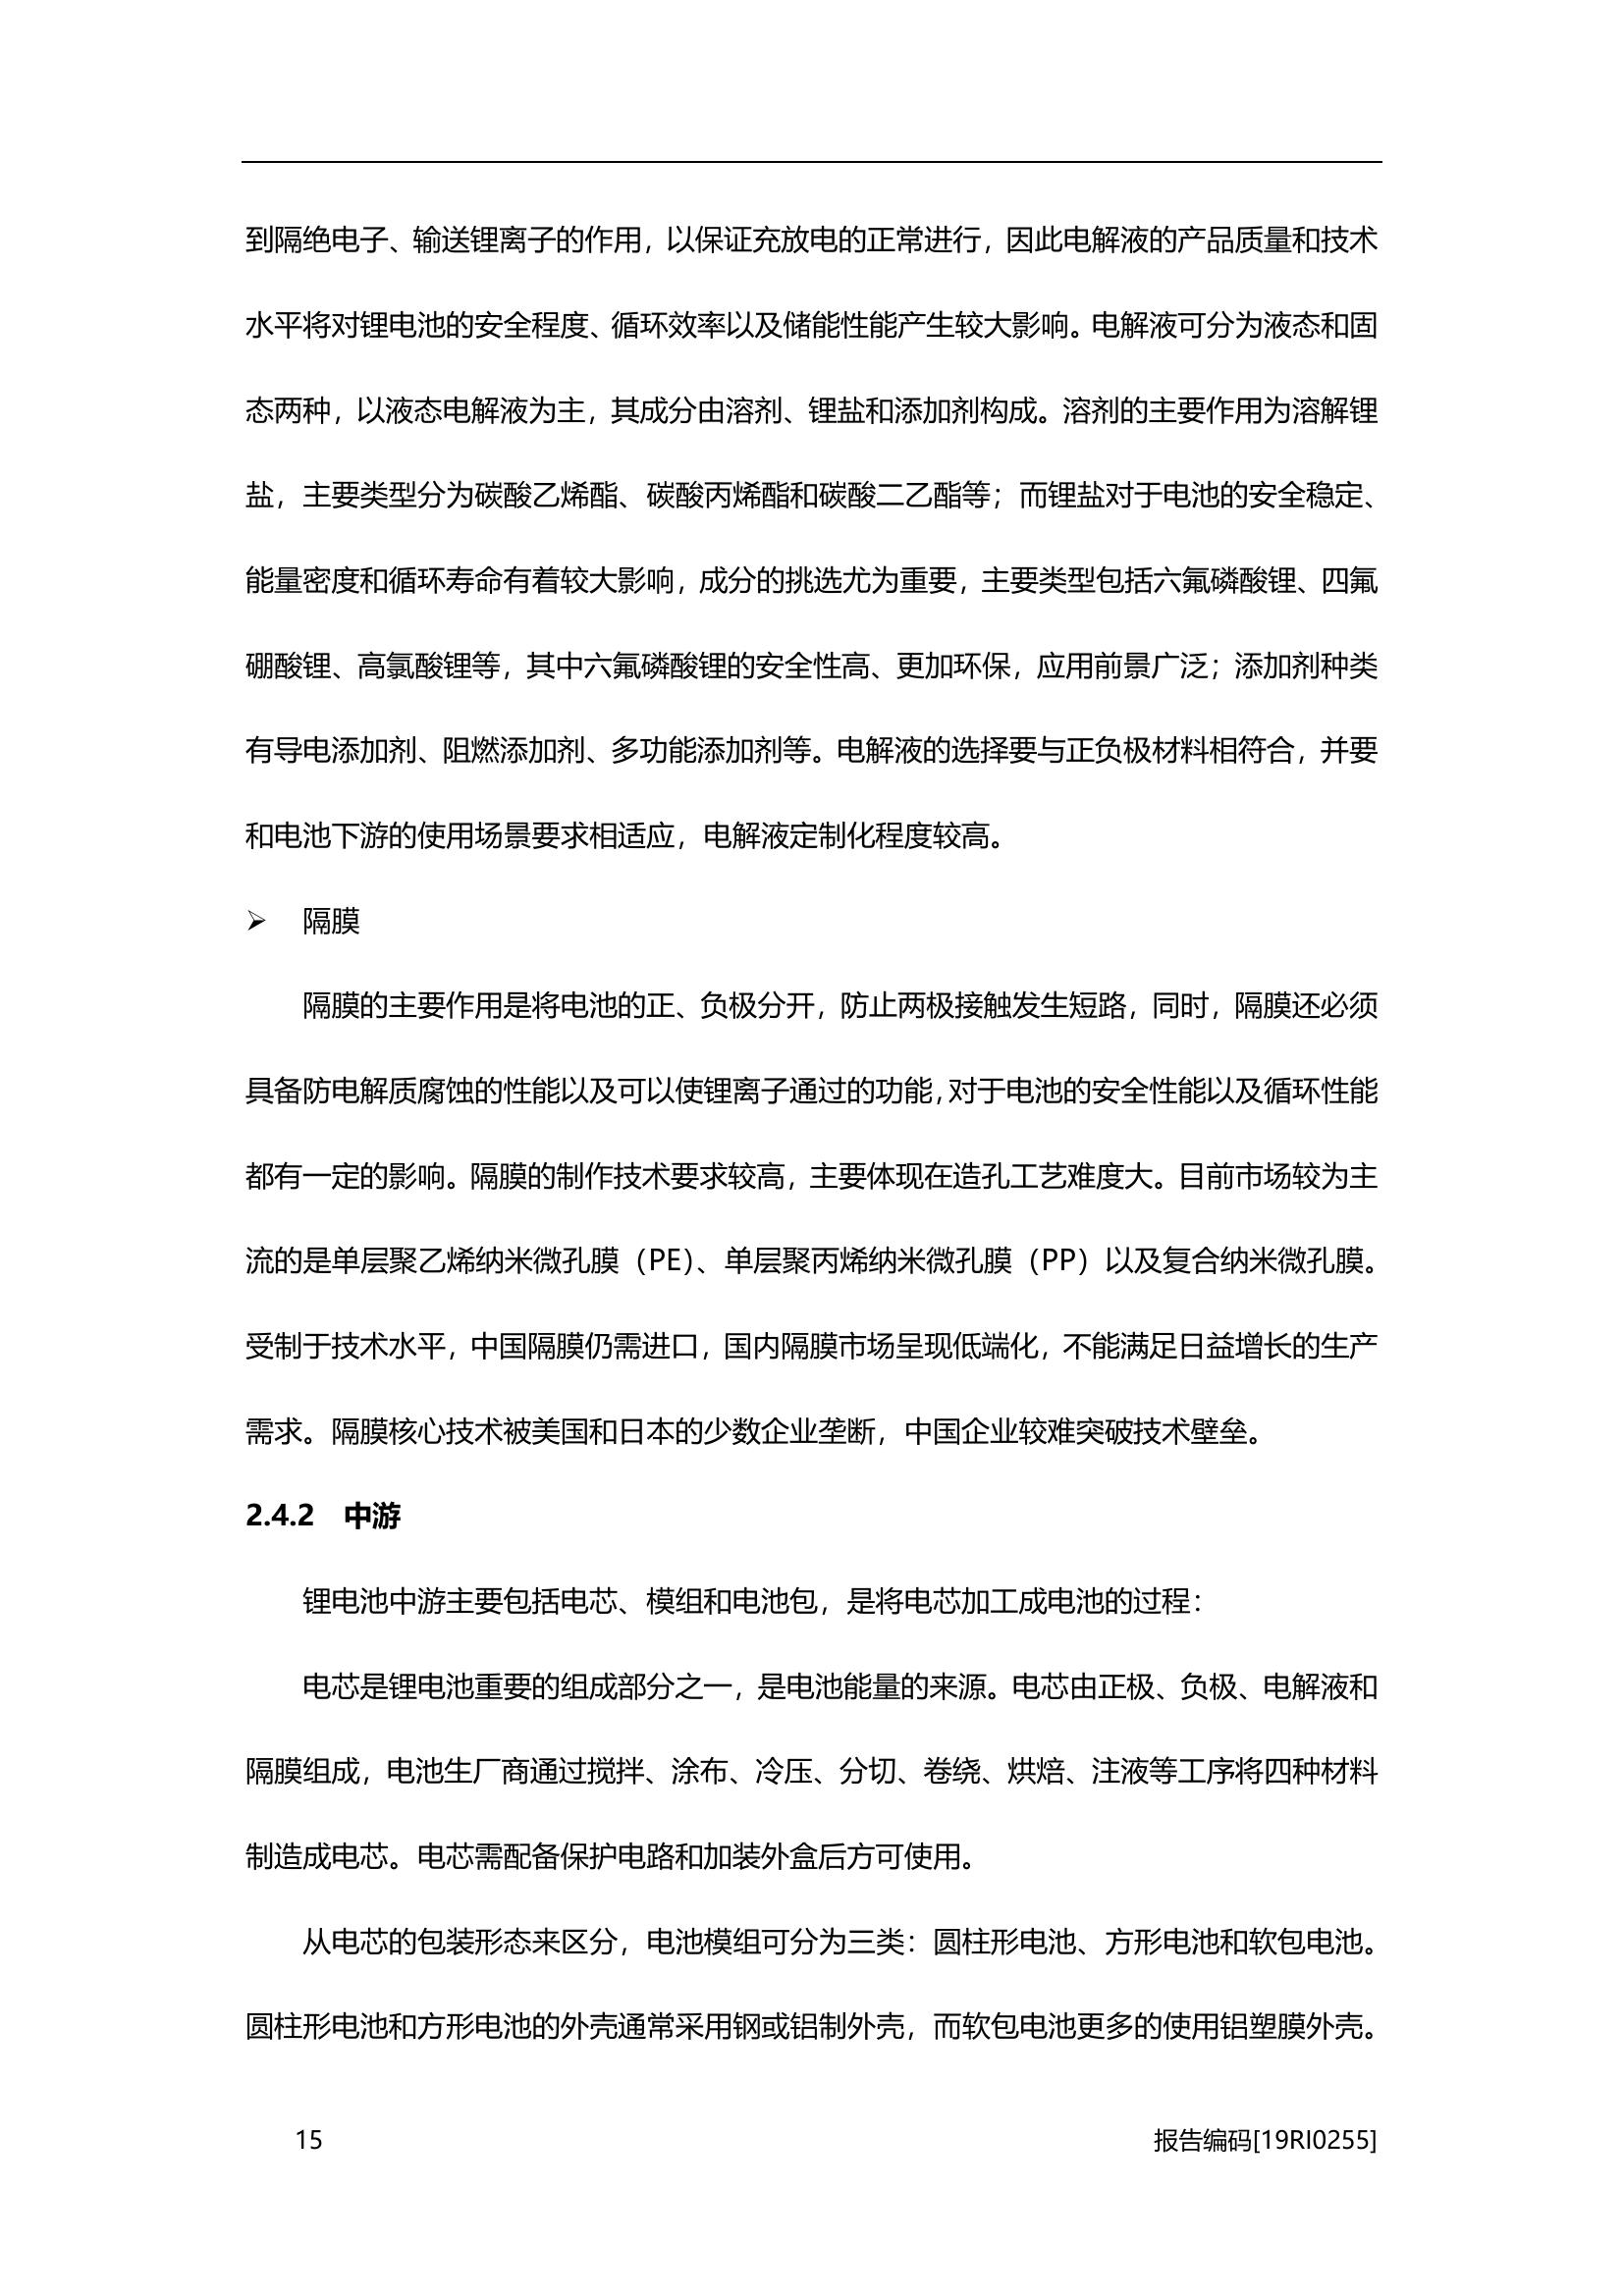 到隔绝电子、输送锂离子的作用，以保证充放电的正常进行，因此电解液的产品质量和技术
水平将对锂电池的安全程度、循环效率以及储能性能产生较大影响。电解液可分为液态和固
态两种，以液态电解液为主，其成分由溶剂、锂盐和添加剂构成。溶剂的主要作用为溶解锂
盐，主要类型分为碳酸乙烯酯、碳酸丙烯酯和碳酸二乙酯等；而锂盐对于电池的安全稳定、
能量密度和循环寿命有着较大影响，成分的挑选尤为重要，主要类型包括六氟磷酸锂、四氟
硼酸锂、高氯酸锂等，其中六氟磷酸锂的安全性高、更加环保，应用前景广泛；添加剂种类
有导电添加剂、阻燃添加剂、多功能添加剂等。电解液的选择要与正负极材料相符合，并要
和电池下游的使用场景要求相适应，电解液定制化程度较高。
➢ 隔膜
隔膜的主要作用是将电池的正、负极分开，防止两极接触发生短路，同时，隔膜还必须
具备防电解质腐蚀的性能以及可以使锂离子通过的功能，对于电池的安全性能以及循环性能
都有一定的影响。隔膜的制作技术要求较高，主要体现在造孔工艺难度大。目前市场较为主
流的是单层聚乙烯纳米微孔膜（PE）、单层聚丙烯纳米微孔膜（PP）以及复合纳米微孔膜。
受制于技术水平，中国隔膜仍需进口，国内隔膜市场呈现低端化，不能满足日益增长的生产
需求。隔膜核心技术被美国和日本的少数企业垄断，中国企业较难突破技术壁垒。
2.4.2 中游
锂电池中游主要包括电芯、模组和电池包，是将电芯加工成电池的过程：
电芯是锂电池重要的组成部分之一，是电池能量的来源。电芯由正极、负极、电解液和
隔膜组成，电池生厂商通过搅拌、涂布、冷压、分切、卷绕、烘焙、注液等工序将四种材料
制造成电芯。电芯需配备保护电路和加装外盒后方可使用。
从电芯的包装形态来区分，电池模组可分为三类：圆柱形电池、方形电池和软包电池。
圆柱形电池和方形电池的外壳通常采用钢或铝制外壳，而软包电池更多的使用铝塑膜外壳。
15 报告编码[19RI0255]